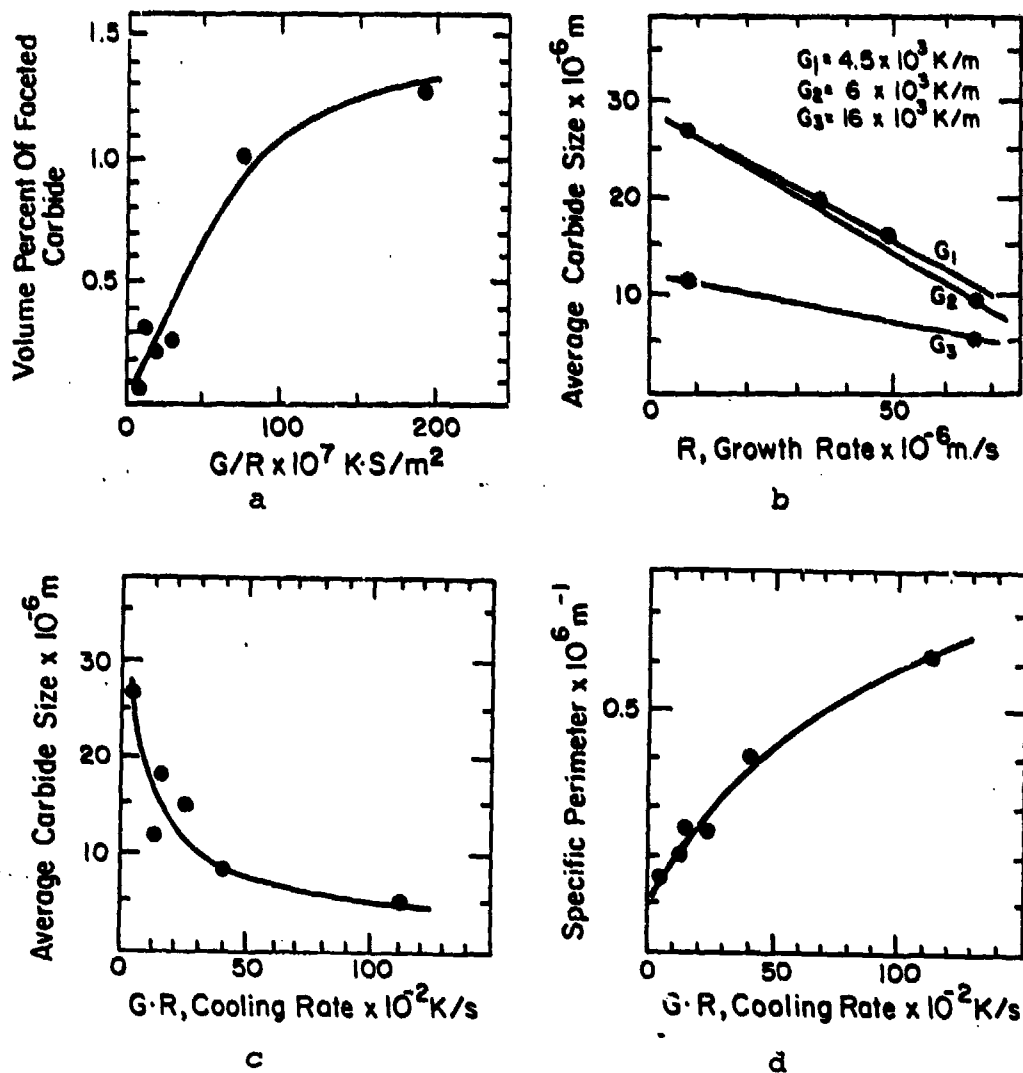 Volume Percent Of Faceted
Carbide
1.5
1.0
0.5
0
100
200
G/R x 10⁷ K·S/m²
a
Average Carbide Size x 10⁻⁶ m
G₁= 4.5 x 10³ K/m
G₂= 6 x 10³ K/m
G₃= 16 x 10³ K/m
30
20
10
G₁
G₂
G₃
0
50
R, Growth Rate x 10⁻⁶ m/s
b
Average Carbide Size x 10⁻⁶ m
30
20
10
0
50
100
G·R, Cooling Rate x 10⁻² K/s
c
Specific Perimeter x 10⁶ m⁻¹
0.5
0
50
100
G·R, Cooling Rate x 10⁻² K/s
d